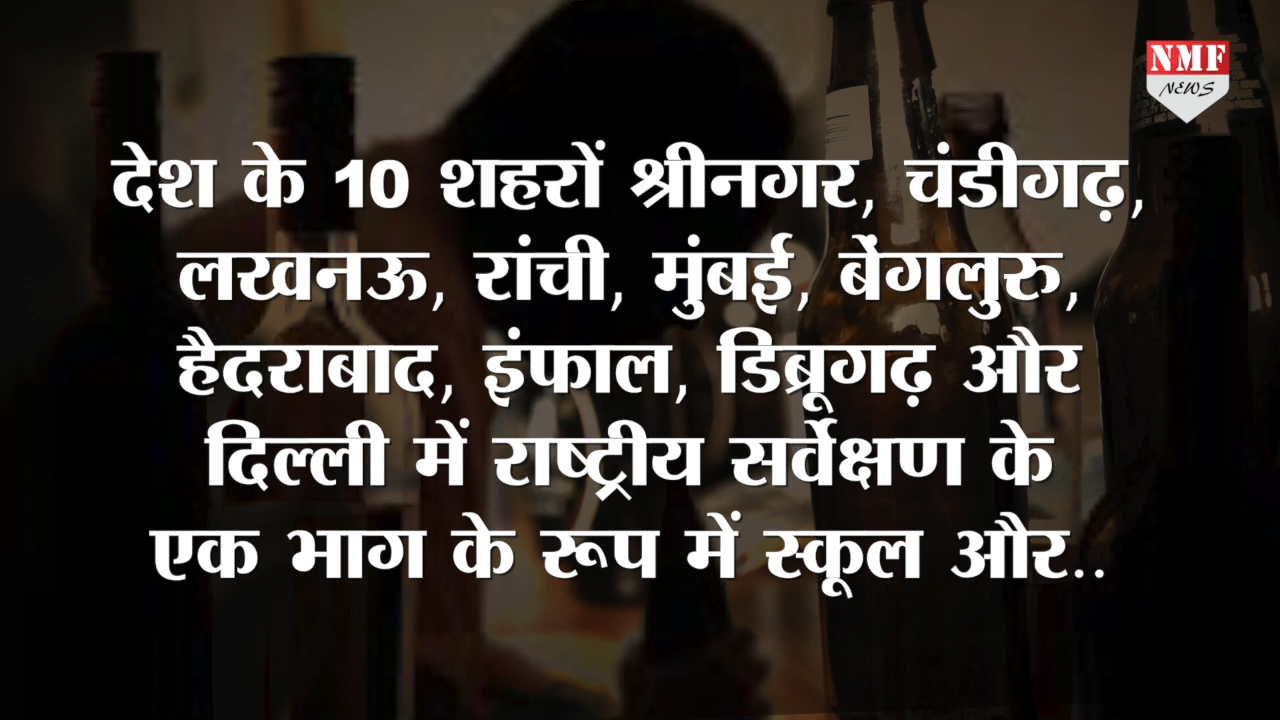 NMF
NEWS
देश के 10 शहरों श्रीनगर, चंडीगढ़,
लखनऊ, रांची, मुंबई, बेंगलुरु,
हैदराबाद, इंफाल, डिब्रूगढ़ और
दिल्ली में राष्ट्रीय सर्वेक्षण के
एक भाग के रूप में स्कूल और..